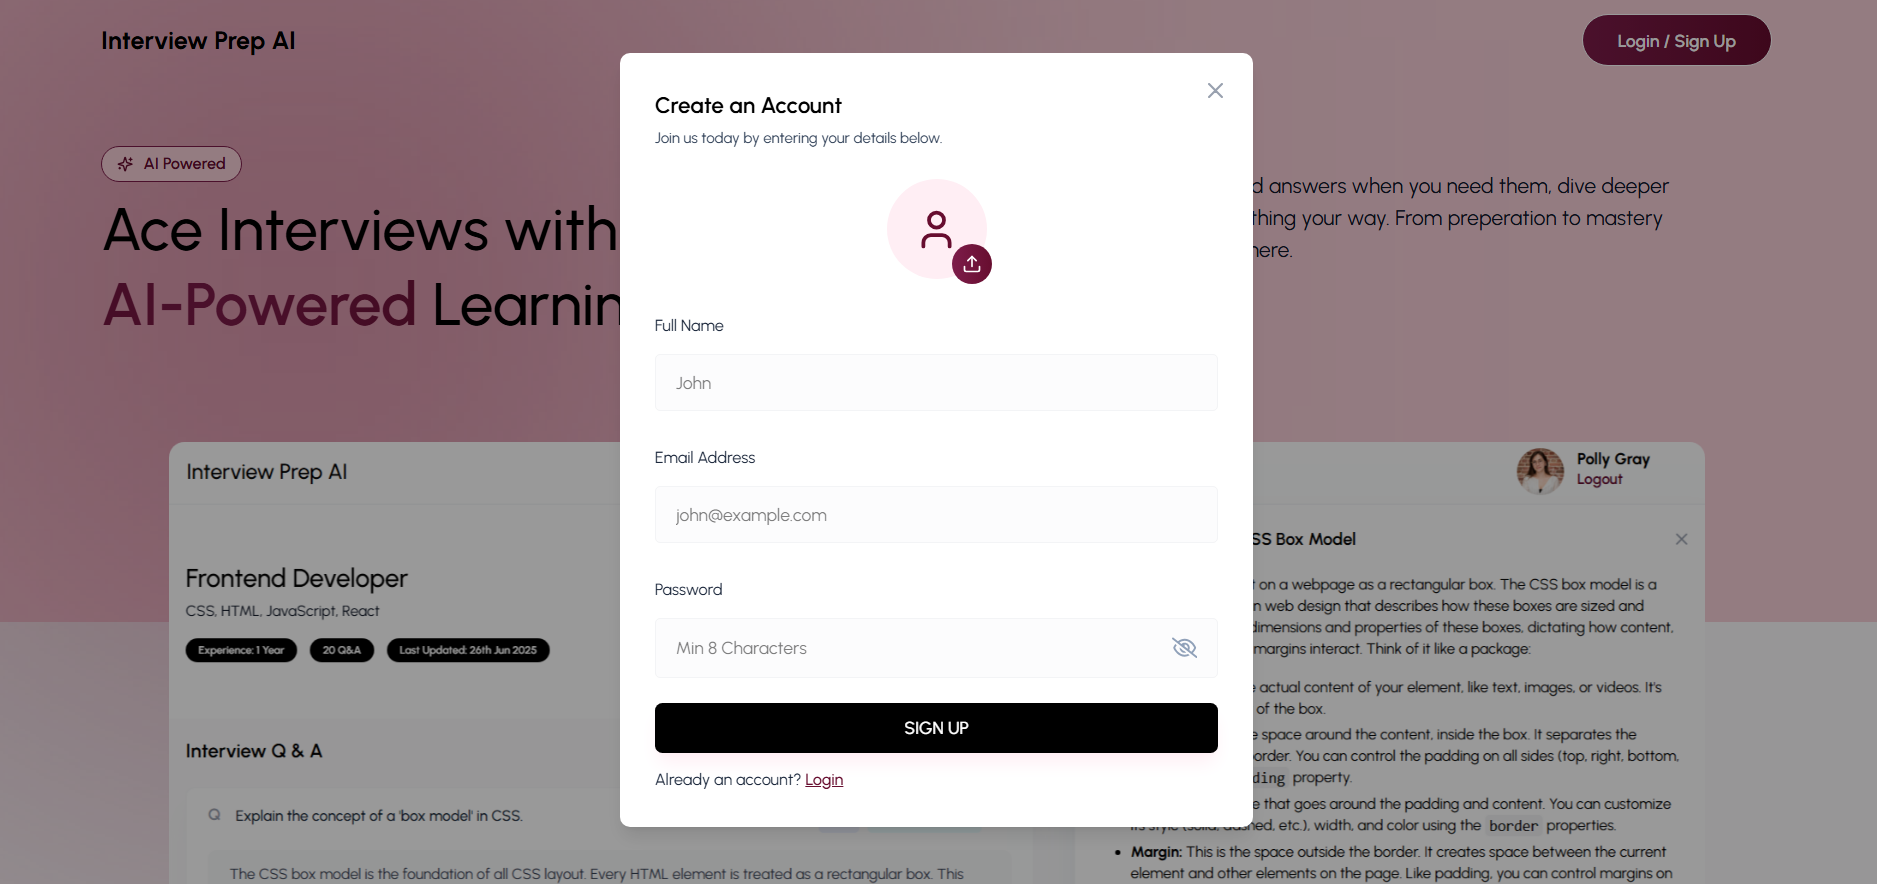 Interview Prep AI
Login / Sign Up
AI Powered
Ace Interviews with
AI-Powered Learnin
d answers when you need them, dive deeper
thing your way. From preperation to mastery
here.
Create an Account
Join us today by entering your details below.
Full Name
John
Email Address
john@example.com
Password
Min 8 Characters
SIGN UP
Already an account? Login
Interview Prep AI
Polly Gray
Logout
Frontend Developer
CSS, HTML, JavaScript, React
Experience: 1 Year
20 Q&A
Last Updated: 26th Jun 2025
Interview Q & A
Q Explain the concept of a 'box model' in CSS.
The CSS box model is the foundation of all CSS layout. Every HTML element is treated as a rectangular box. This
SS Box Model
t on a webpage as a rectangular box. The CSS box model is a
n web design that describes how these boxes are sized and
dimensions and properties of these boxes, dictating how content,
margins interact. Think of it like a package:
e actual content of your element, like text, images, or videos. It's
of the box.
e space around the content, inside the box. It separates the
order. You can control the padding on all sides (top, right, bottom,
ding property.
e that goes around the padding and content. You can customize
its style (solid, dashed, etc.), width, and color using the border properties.
• Margin: This is the space outside the border. It creates space between the current
element and other elements on the page. Like padding, you can control margins on